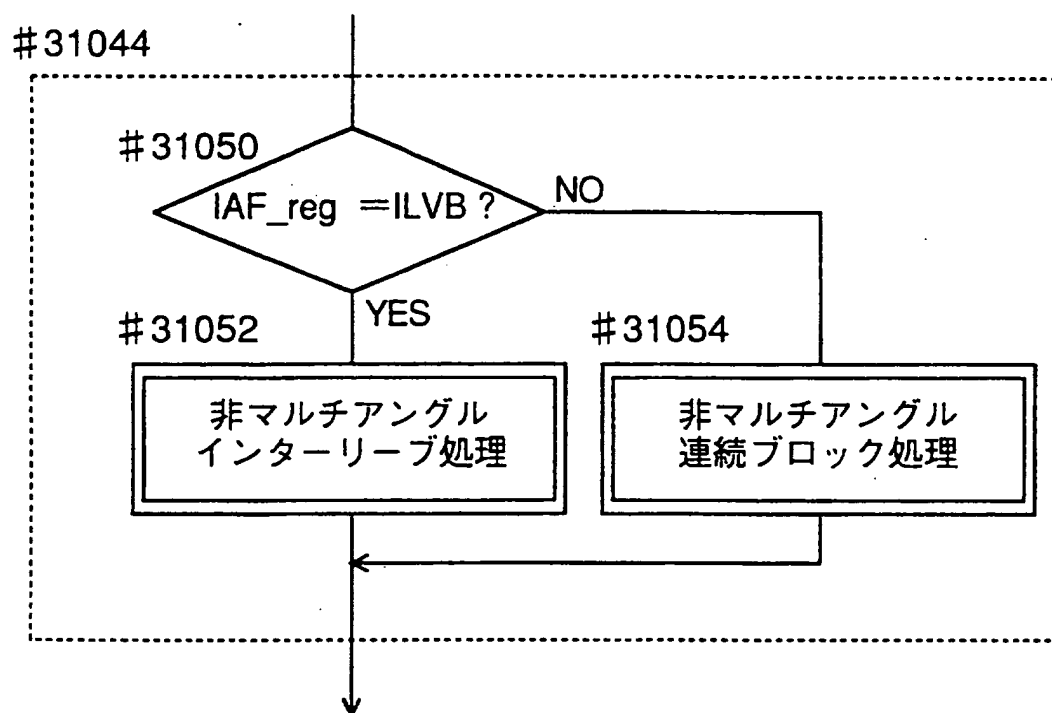 #31044
#31050
IAF_reg =ILVB ?
NO
YES
#31052
#31054
非マルチアングル
インターリーブ処理
非マルチアングル
連続ブロック処理